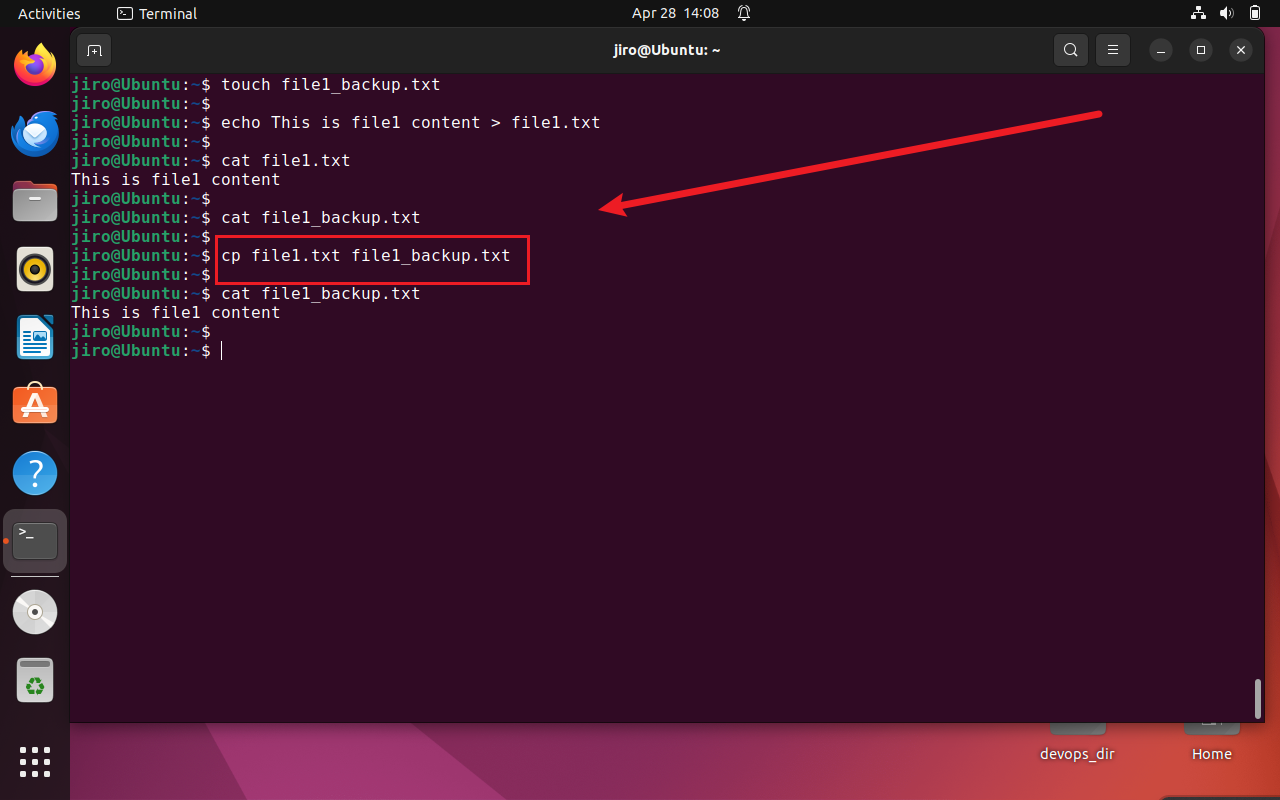 Activities
Terminal
Apr 28 14:08
jiro@Ubuntu: ~
jiro@Ubuntu:~$ touch file1_backup.txt
jiro@Ubuntu:~$
jiro@Ubuntu:~$ echo This is file1 content > file1.txt
jiro@Ubuntu:~$
jiro@Ubuntu:~$ cat file1.txt
This is file1 content
jiro@Ubuntu:~$
jiro@Ubuntu:~$ cat file1_backup.txt
jiro@Ubuntu:~$
jiro@Ubuntu:~$ cp file1.txt file1_backup.txt
jiro@Ubuntu:~$
jiro@Ubuntu:~$ cat file1_backup.txt
This is file1 content
jiro@Ubuntu:~$
jiro@Ubuntu:~$
devops_dir
Home